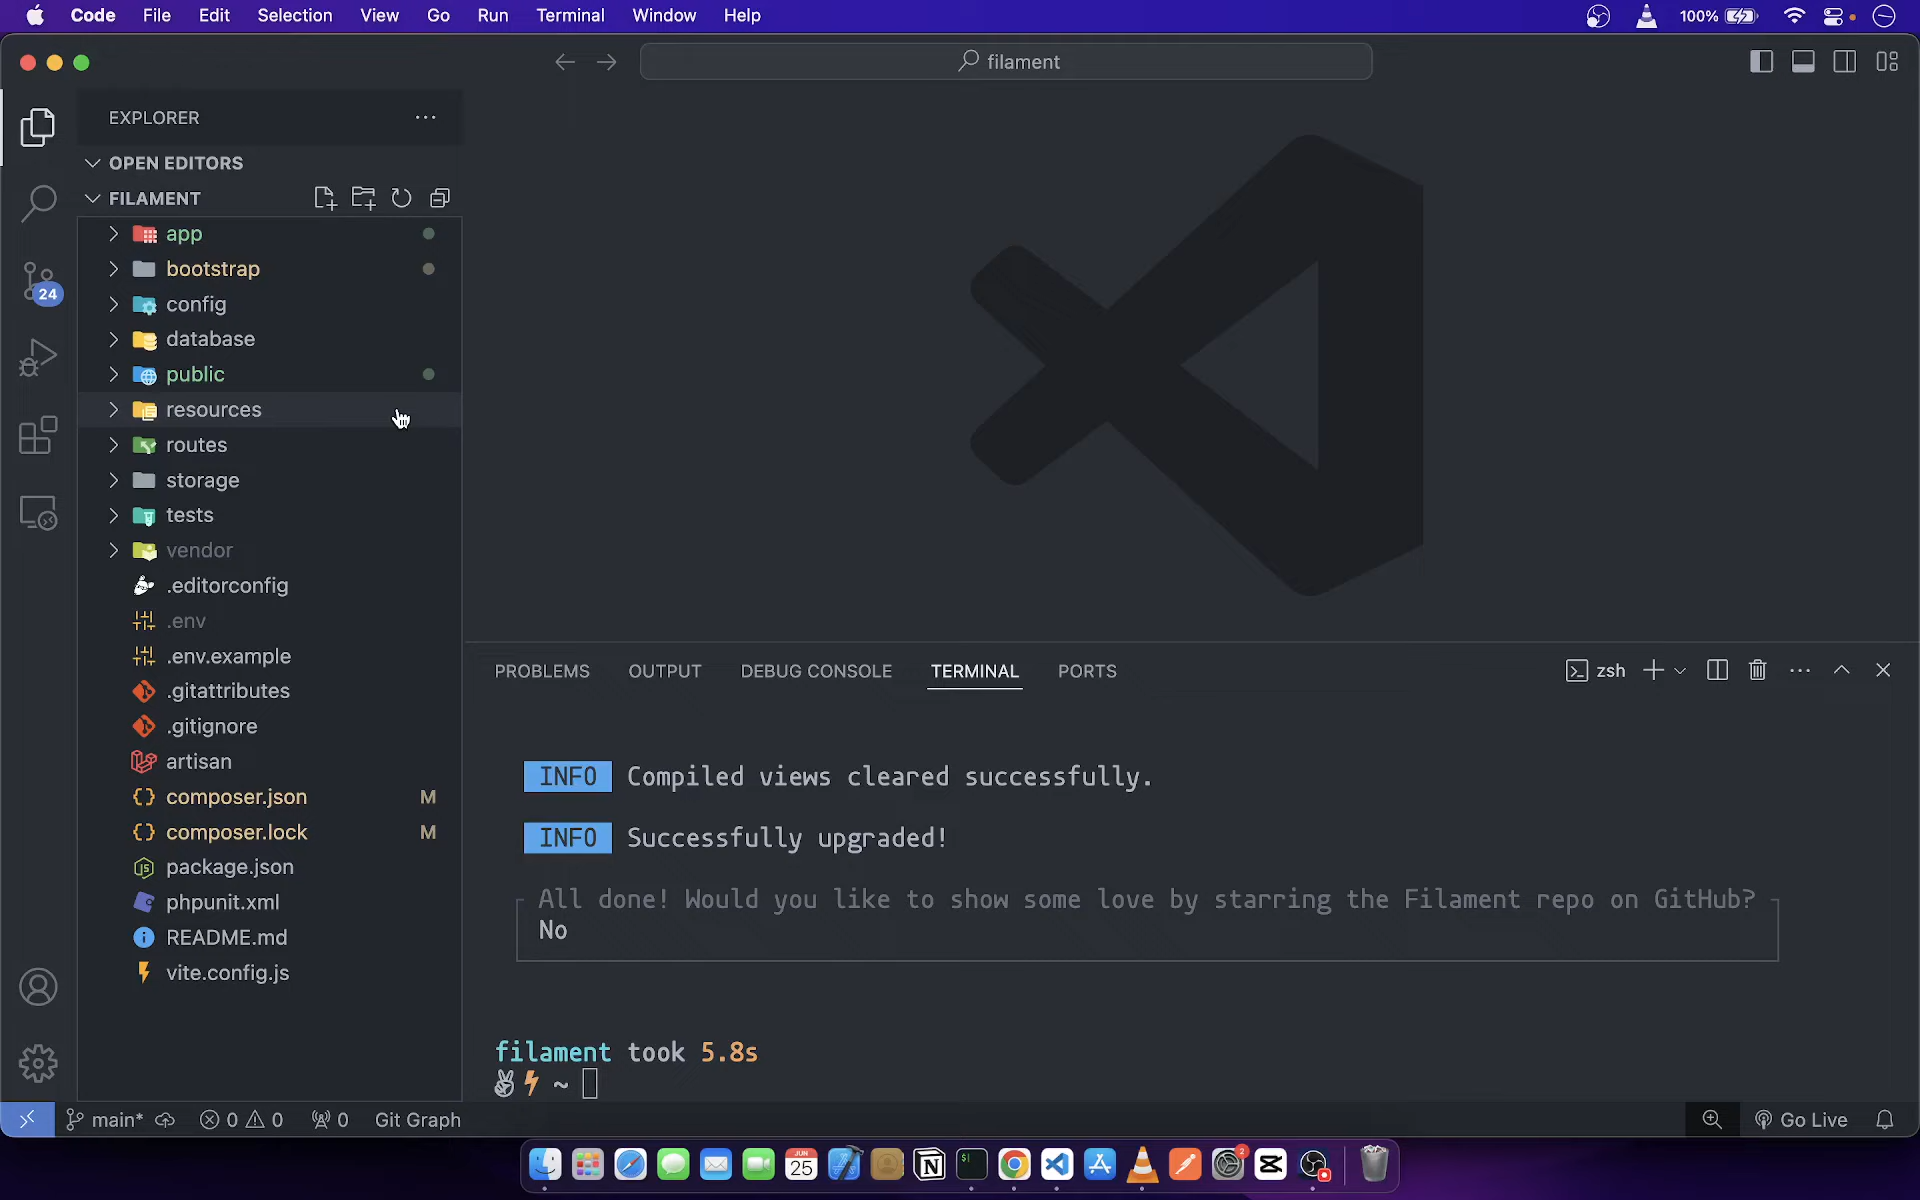 Code File Edit Selection View Go Run Terminal Window Help 100%
filament
EXPLORER
OPEN EDITORS
FILAMENT
app
bootstrap
24
config
database
public
resources
routes
storage
tests
vendor
.editorconfig
.env
.env.example
.gitattributes
.gitignore
artisan
composer.json M
composer.lock M
package.json
phpunit.xml
README.md
vite.config.js
PROBLEMS OUTPUT DEBUG CONSOLE TERMINAL PORTS zsh
INFO Compiled views cleared successfully.
INFO Successfully upgraded!
All done! Would you like to show some love by starring the Filament repo on GitHub?
No
filament took 5.8s
~
main* 0 0 0 Git Graph Go Live
JUN
25
2